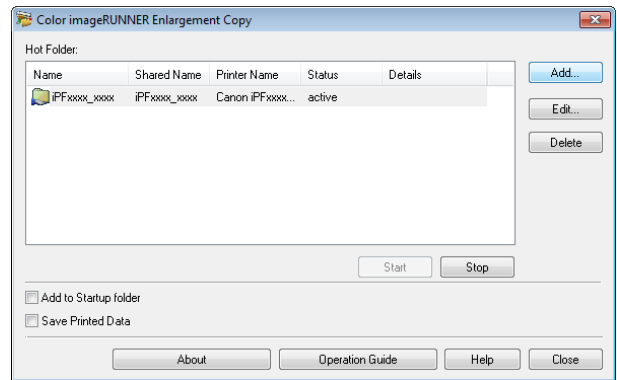 Color imageRUNNER Enlargement Copy
Hot Folder:
Name Shared Name Printer Name Status Details
iPFxxxx_xxxx iPFxxxx_xxxx Canon iPFxxxx... active
Add...
Edit...
Delete
Start Stop
Add to Startup folder
Save Printed Data
About Operation Guide Help Close